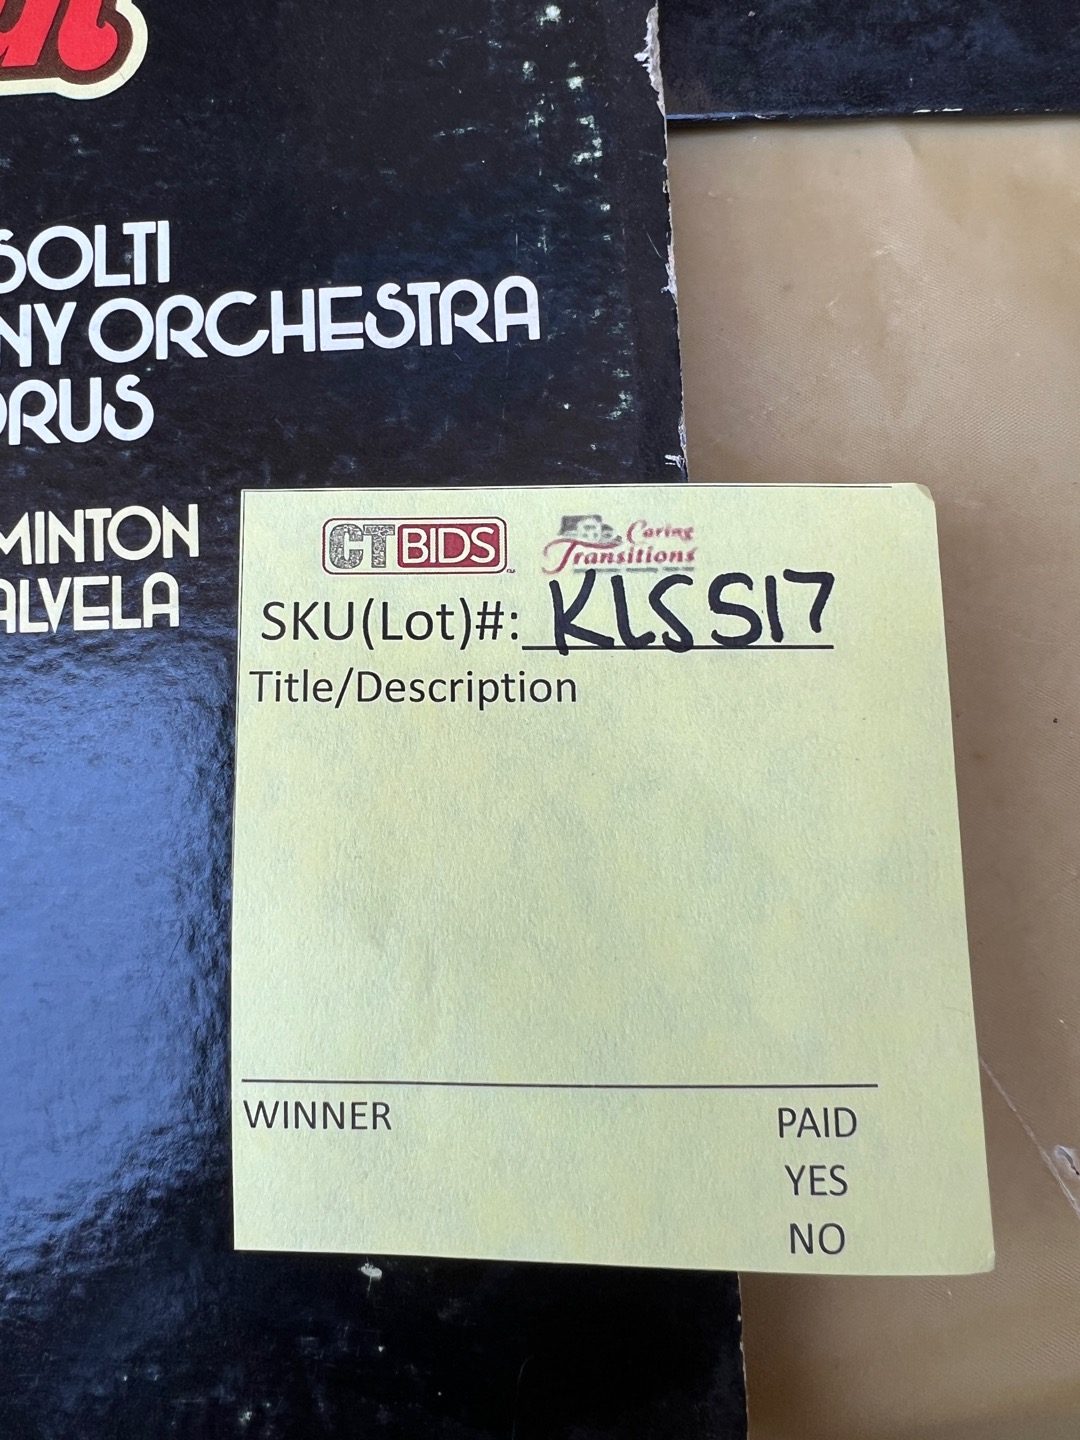 SOLTI
NY ORCHESTRA
ORUS
MINTON
ALVELA
CTBIDS
Caring
Transitions
SKU(Lot)#: KLSS17
Title/Description
WINNER
PAID
YES
NO